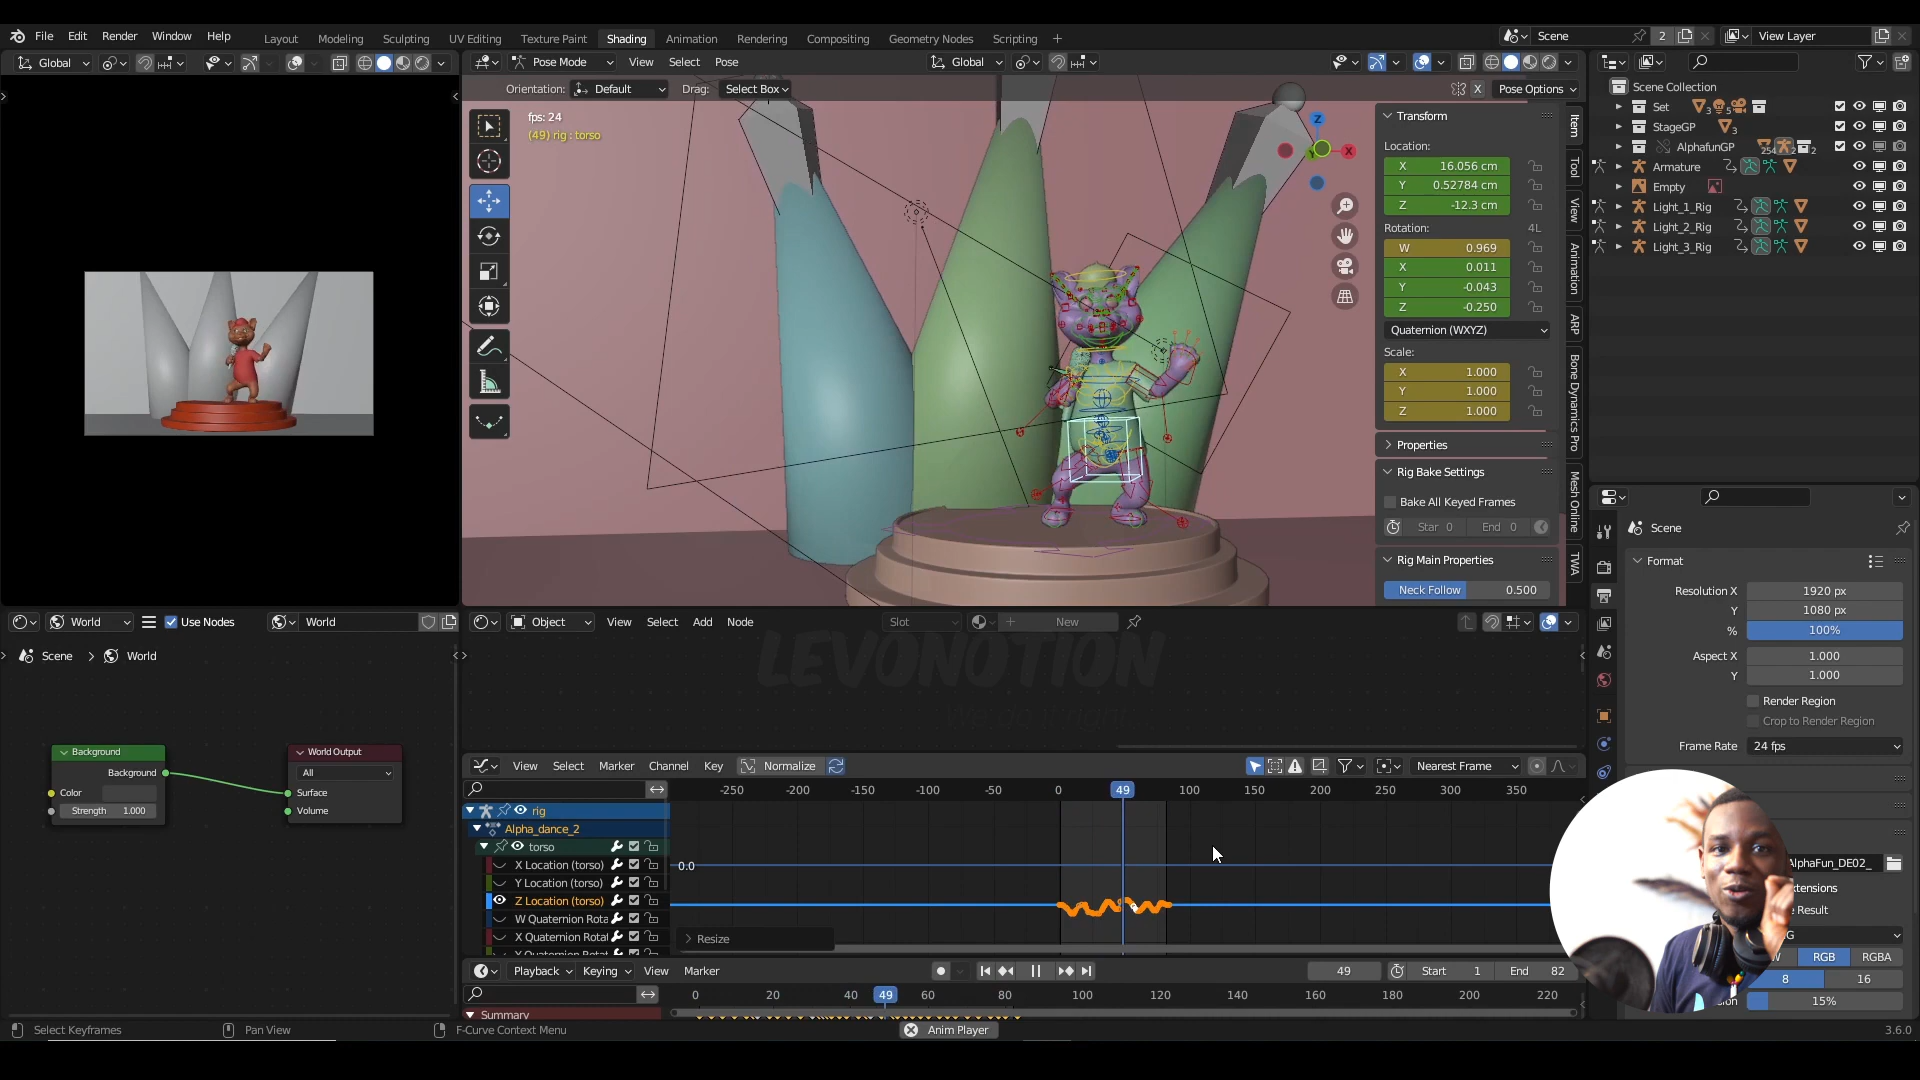 File Edit Render Window Help Layout Modeling Sculpting UV Editing Texture Paint Shading Animation Rendering Compositing Geometry Nodes Scripting + Scene 2 View Layer
Global Pose Mode View Select Pose Global
Orientation: Default Drag: Select Box X Pose Options
fps: 24
(49) rig : torso
Z
X
Y
Transform
Location:
X 16.056 cm
Y 0.52784 cm
Z -12.3 cm
Rotation: 4L
W 0.969
X 0.011
Y -0.043
Z -0.250
Quaternion (WXYZ)
Scale:
X 1.000
Y 1.000
Z 1.000
Properties
Rig Bake Settings
Bake All Keyed Frames
Star 0 End 0
Rig Main Properties
Neck Follow 0.500
Item
Tool
View
Animation
ARP
Bone Dynamics Pro
Mesh Online
TWA
Scene Collection
Set 3 5
StageGP 3
AlphafunGP 254 2 2
Armature
Empty
Light_1_Rig
Light_2_Rig
Light_3_Rig
Scene
Format
Resolution X 1920 px
Y 1080 px
% 100%
Aspect X 1.000
Y 1.000
Render Region
Crop to Render Region
Frame Rate 24 fps
AlphaFun_DE02_
RGB RGBA
8 16
15%
World Use Nodes World
Scene > World
Background
Background
Color
Strength 1.000
World Output
All
Surface
Volume
Object View Select Add Node Slot New
LEVONOTION
We do it right
View Select Marker Channel Key Normalize Nearest Frame
-250 -200 -150 -100 -50 0 49 100 150 200 250 300 350
rig
Alpha_dance_2
torso
X Location (torso)
0.0
Y Location (torso)
Z Location (torso)
W Quaternion Rota
X Quaternion Rotat
Resize
Playback Keying View Marker 49 Start 1 End 82
0 20 40 49 60 80 100 120 140 160 180 200 220
Summary
Select Keyframes Pan View F-Curve Context Menu Anim Player 3.6.0